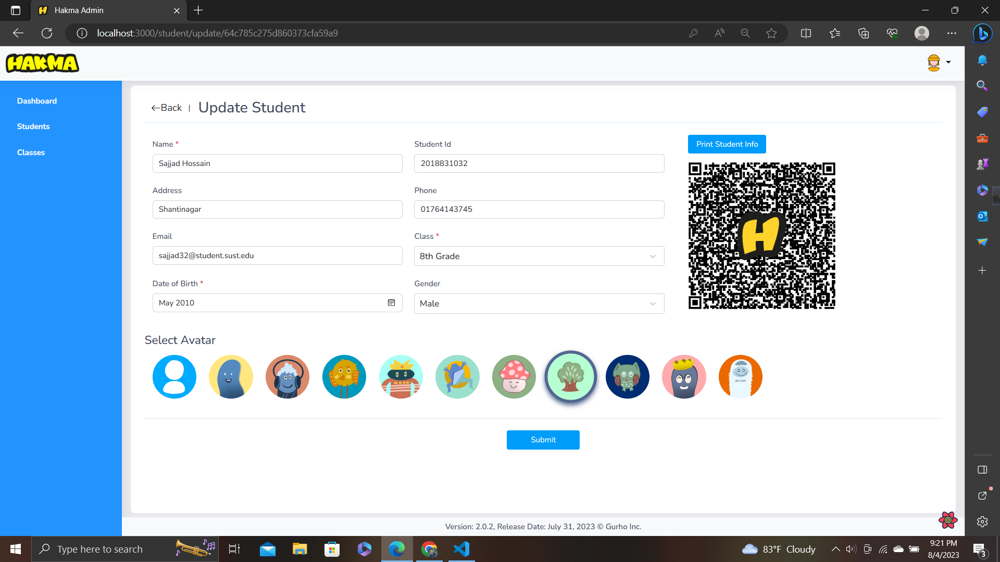 Hakma Admin
localhost:3000/student/update/64c785c275d860373cfa59a9
HAKMA
Dashboard
Students
Classes
←Back | Update Student
Name *
Student Id
Print Student Info
Sajjad Hossain
2018831032
Address
Phone
Shantinagar
01764143745
Email
Class *
sajjad32@student.sust.edu
8th Grade
Date of Birth *
Gender
May 2010
Male
H
Select Avatar
Submit
Version: 2.0.2, Release Date: July 31, 2023 © Gurho Inc.
Type here to search
83°F Cloudy
9:21 PM
8/4/2023
3